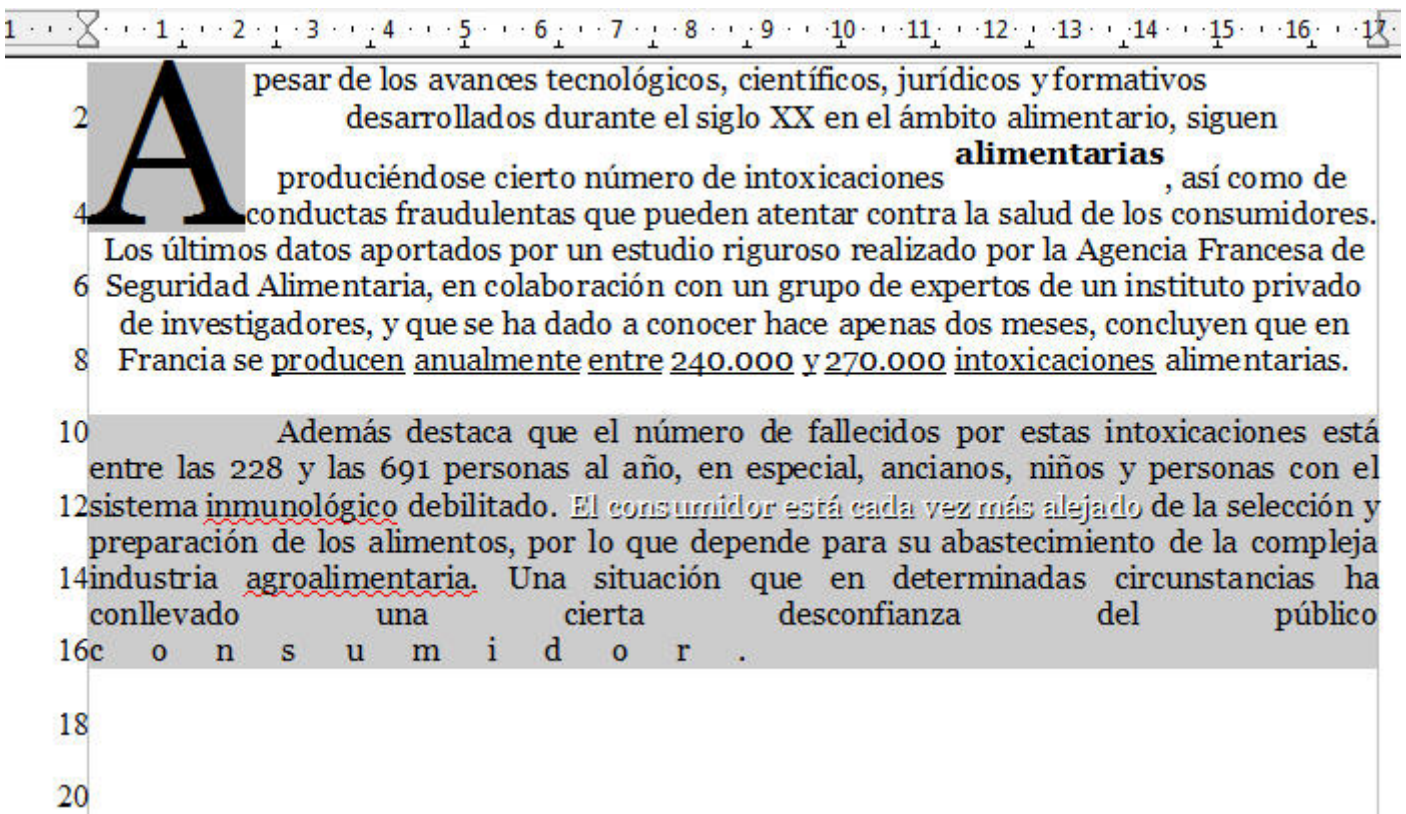 1 1 2 3 4 5 6 7 8 9 10 11 12 13 14 15 16 17
A pesar de los avances tecnológicos, científicos, jurídicos y formativos
2 desarrollados durante el siglo XX en el ámbito alimentario, siguen
produciéndose cierto número de intoxicaciones alimentarias, así como de
4 conductas fraudulentas que pueden atentar contra la salud de los consumidores.
Los últimos datos aportados por un estudio riguroso realizado por la Agencia Francesa de
6 Seguridad Alimentaria, en colaboración con un grupo de expertos de un instituto privado
de investigadores, y que se ha dado a conocer hace apenas dos meses, concluyen que en
8 Francia se producen anualmente entre 240.000 y 270.000 intoxicaciones alimentarias.
10 Además destaca que el número de fallecidos por estas intoxicaciones está
entre las 228 y las 691 personas al año, en especial, ancianos, niños y personas con el
12 sistema inmunológico debilitado. El consumidor está cada vez más alejado de la selección y
preparación de los alimentos, por lo que depende para su abastecimiento de la compleja
14 industria agroalimentaria. Una situación que en determinadas circunstancias ha
conllevado una cierta desconfianza del público
16 c o n s u m i d o r .
18
20